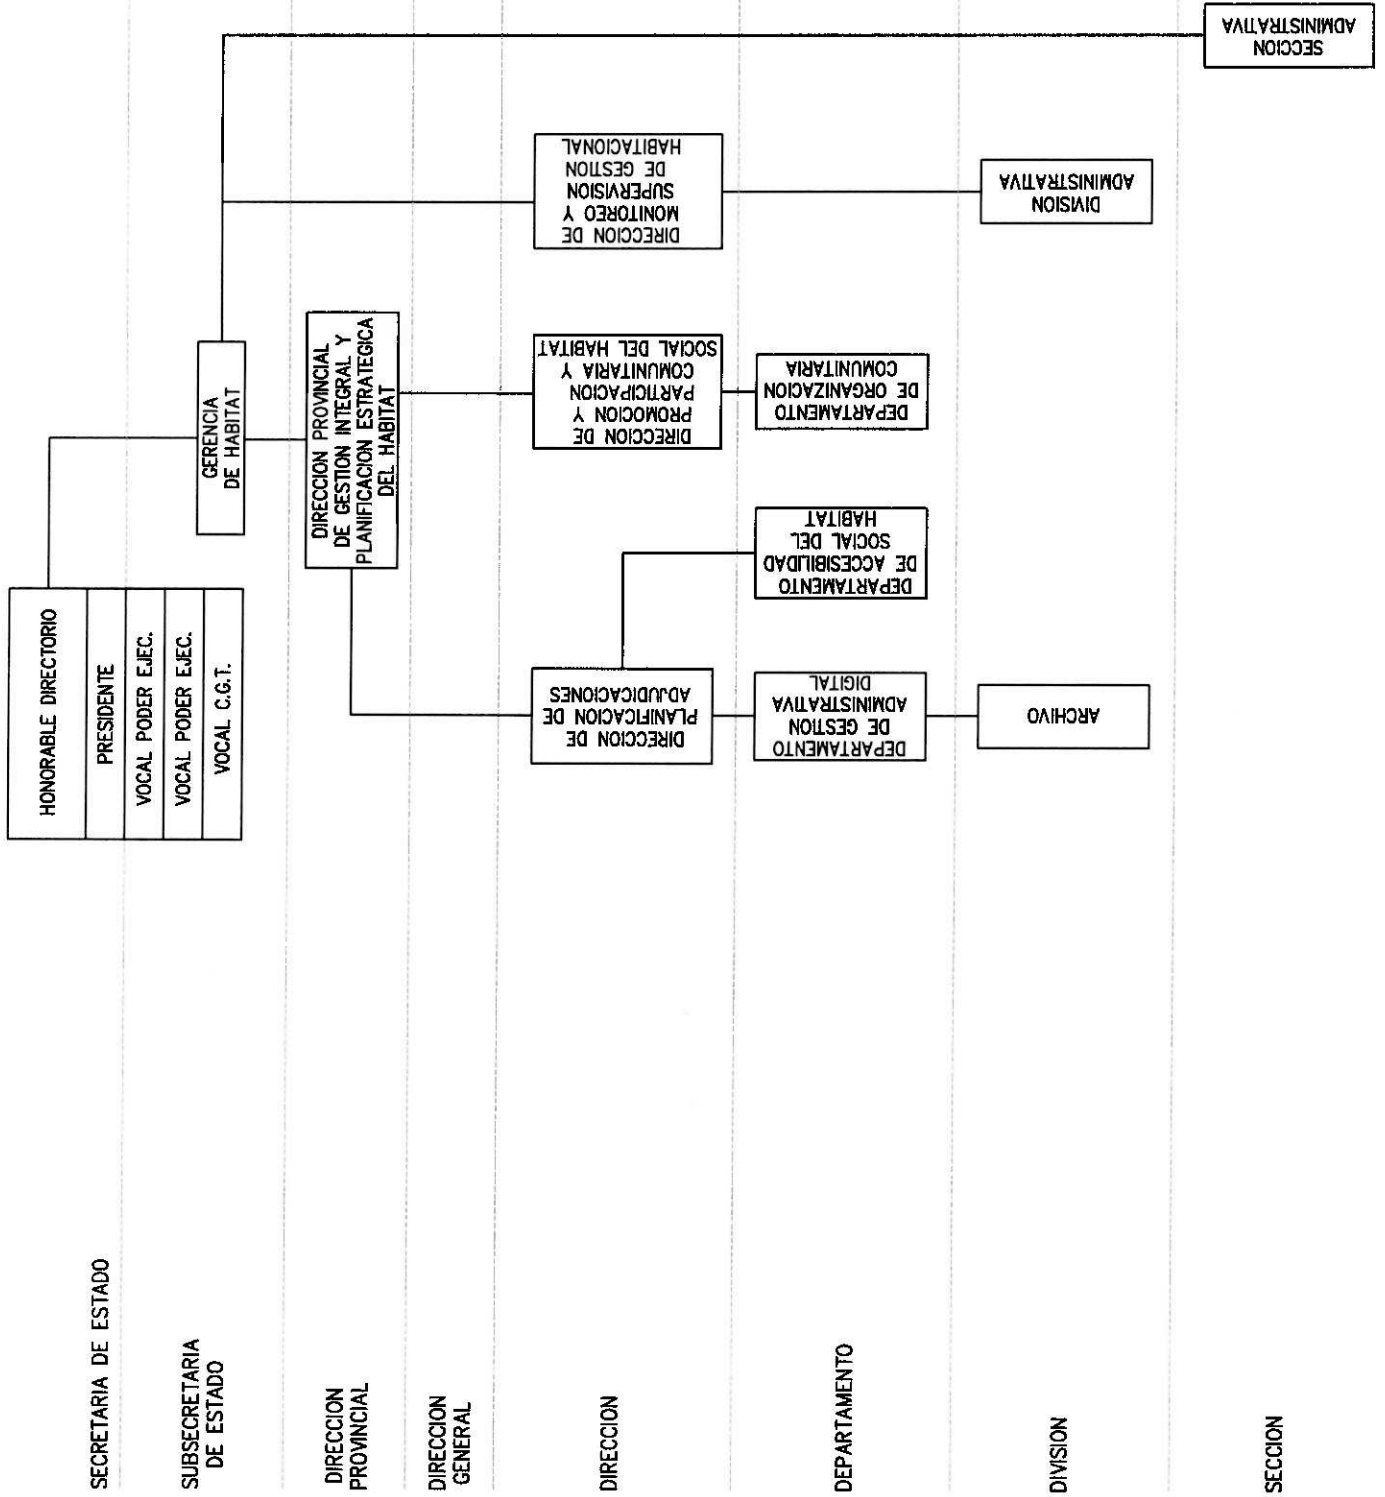 SECRETARIA DE ESTADO
SUBSECRETARIA
DE ESTADO
DIRECCION
PROVINCIAL
DIRECCION
GENERAL
DIRECCION
DEPARTAMENTO
DIVISION
SECCION
HONORABLE DIRECTORIO
PRESIDENTE
VOCAL PODER EJEC.
VOCAL PODER EJEC.
VOCAL C.G.T.
GERENCIA
DE HABITAT
DIRECCION PROVINCIAL
DE GESTION INTEGRAL Y
PLANIFICACION ESTRATEGICA
DEL HABITAT
DIRECCION DE
PLANIFICACION DE
ADJUDICACIONES
DIRECCION DE
PROMOCION Y
PARTICIPACION
COMUNITARIA Y
SOCIAL DEL HABITAT
DIRECCION DE
MONITOREO Y
SUPERVISION
DE GESTION
HABITACIONAL
DEPARTAMENTO
DE GESTION
ADMINISTRATIVA
DIGITAL
DEPARTAMENTO
DE ACCESIBILIDAD
SOCIAL DEL
HABITAT
DEPARTAMENTO
DE ORGANIZACION
COMUNITARIA
ARCHIVO
DIVISION
ADMINISTRATIVA
SECCION
ADMINISTRATIVA